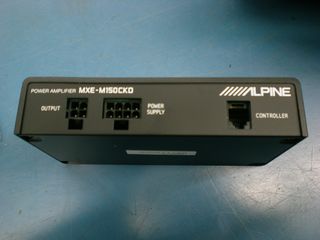 POWER AMPLIFIER MXE-M150CKD
ALPINE
OUTPUT
POWER SUPPLY
CONTROLLER